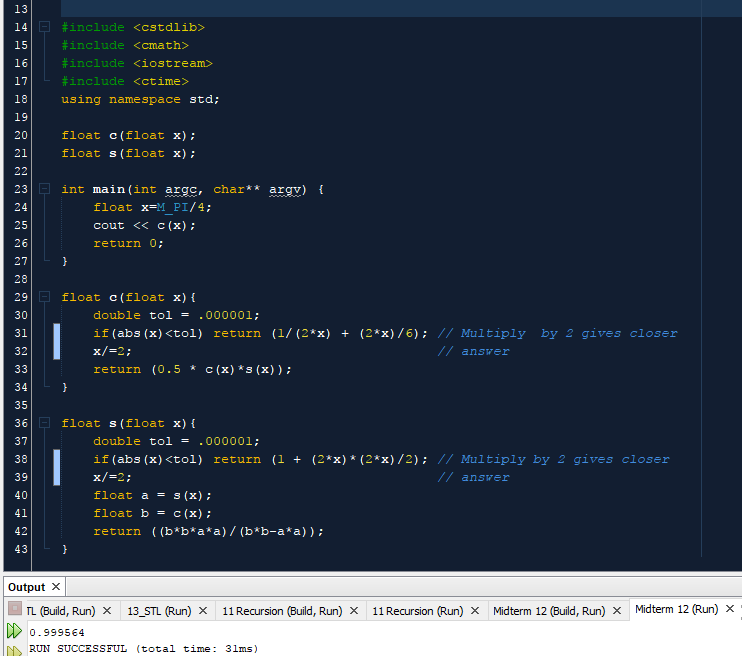 13
14 #include <cstdlib>
15 #include <cmath>
16 #include <iostream>
17 #include <ctime>
18 using namespace std;
19
20 float c(float x);
21 float s(float x);
22
23 int main(int argc, char** argv) {
24     float x=M_PI/4;
25     cout << c(x);
26     return 0;
27 }
28
29 float c(float x){
30     double tol = .000001;
31     if(abs(x)<tol) return (1/(2*x) + (2*x)/6); // Multiply  by 2 gives closer
32     x/=2;                                      // answer
33     return (0.5 * c(x)*s(x));
34 }
35
36 float s(float x){
37     double tol = .000001;
38     if(abs(x)<tol) return (1 + (2*x)*(2*x)/2); // Multiply by 2 gives closer
39     x/=2;                                      // answer
40     float a = s(x);
41     float b = c(x);
42     return ((b*b*a*a)/(b*b-a*a));
43 }
Output ×
TL (Build, Run) × 13_STL (Run) × 11 Recursion (Build, Run) × 11 Recursion (Run) × Midterm 12 (Build, Run) × Midterm 12 (Run) ×
0.999564
RUN SUCCESSFUL (total time: 31ms)